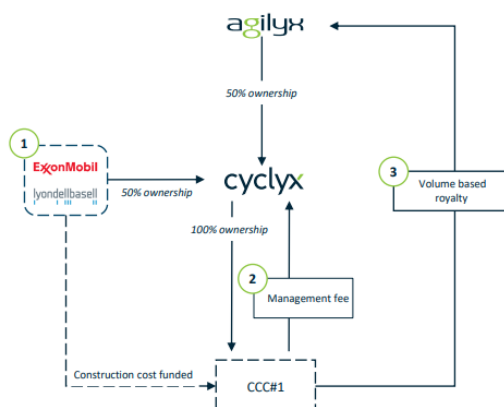 agilyx
50% ownership
1
ExxonMobil
lyondellbasell
50% ownership
cyclyx
3
Volume based
royalty
100% ownership
2
Management fee
Construction cost funded
CCC#1